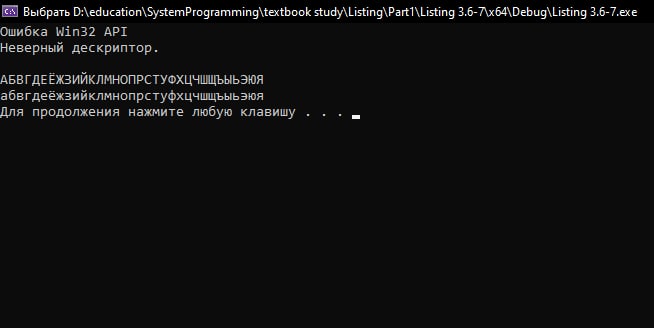 Выбрать D:\education\SystemProgramming\textbook study\Listing\Part1\Listing 3.6-7\x64\Debug\Listing 3.6-7.exe
Ошибка Win32 API
Неверный дескриптор.
АБВГДЕЁЖЗИЙКЛМНОПРСТУФХЦЧШЩЪЫЬЭЮЯ
абвгдеёжзийклмнопрстуфхцчшщъыьэюя
Для продолжения нажмите любую клавишу . . .